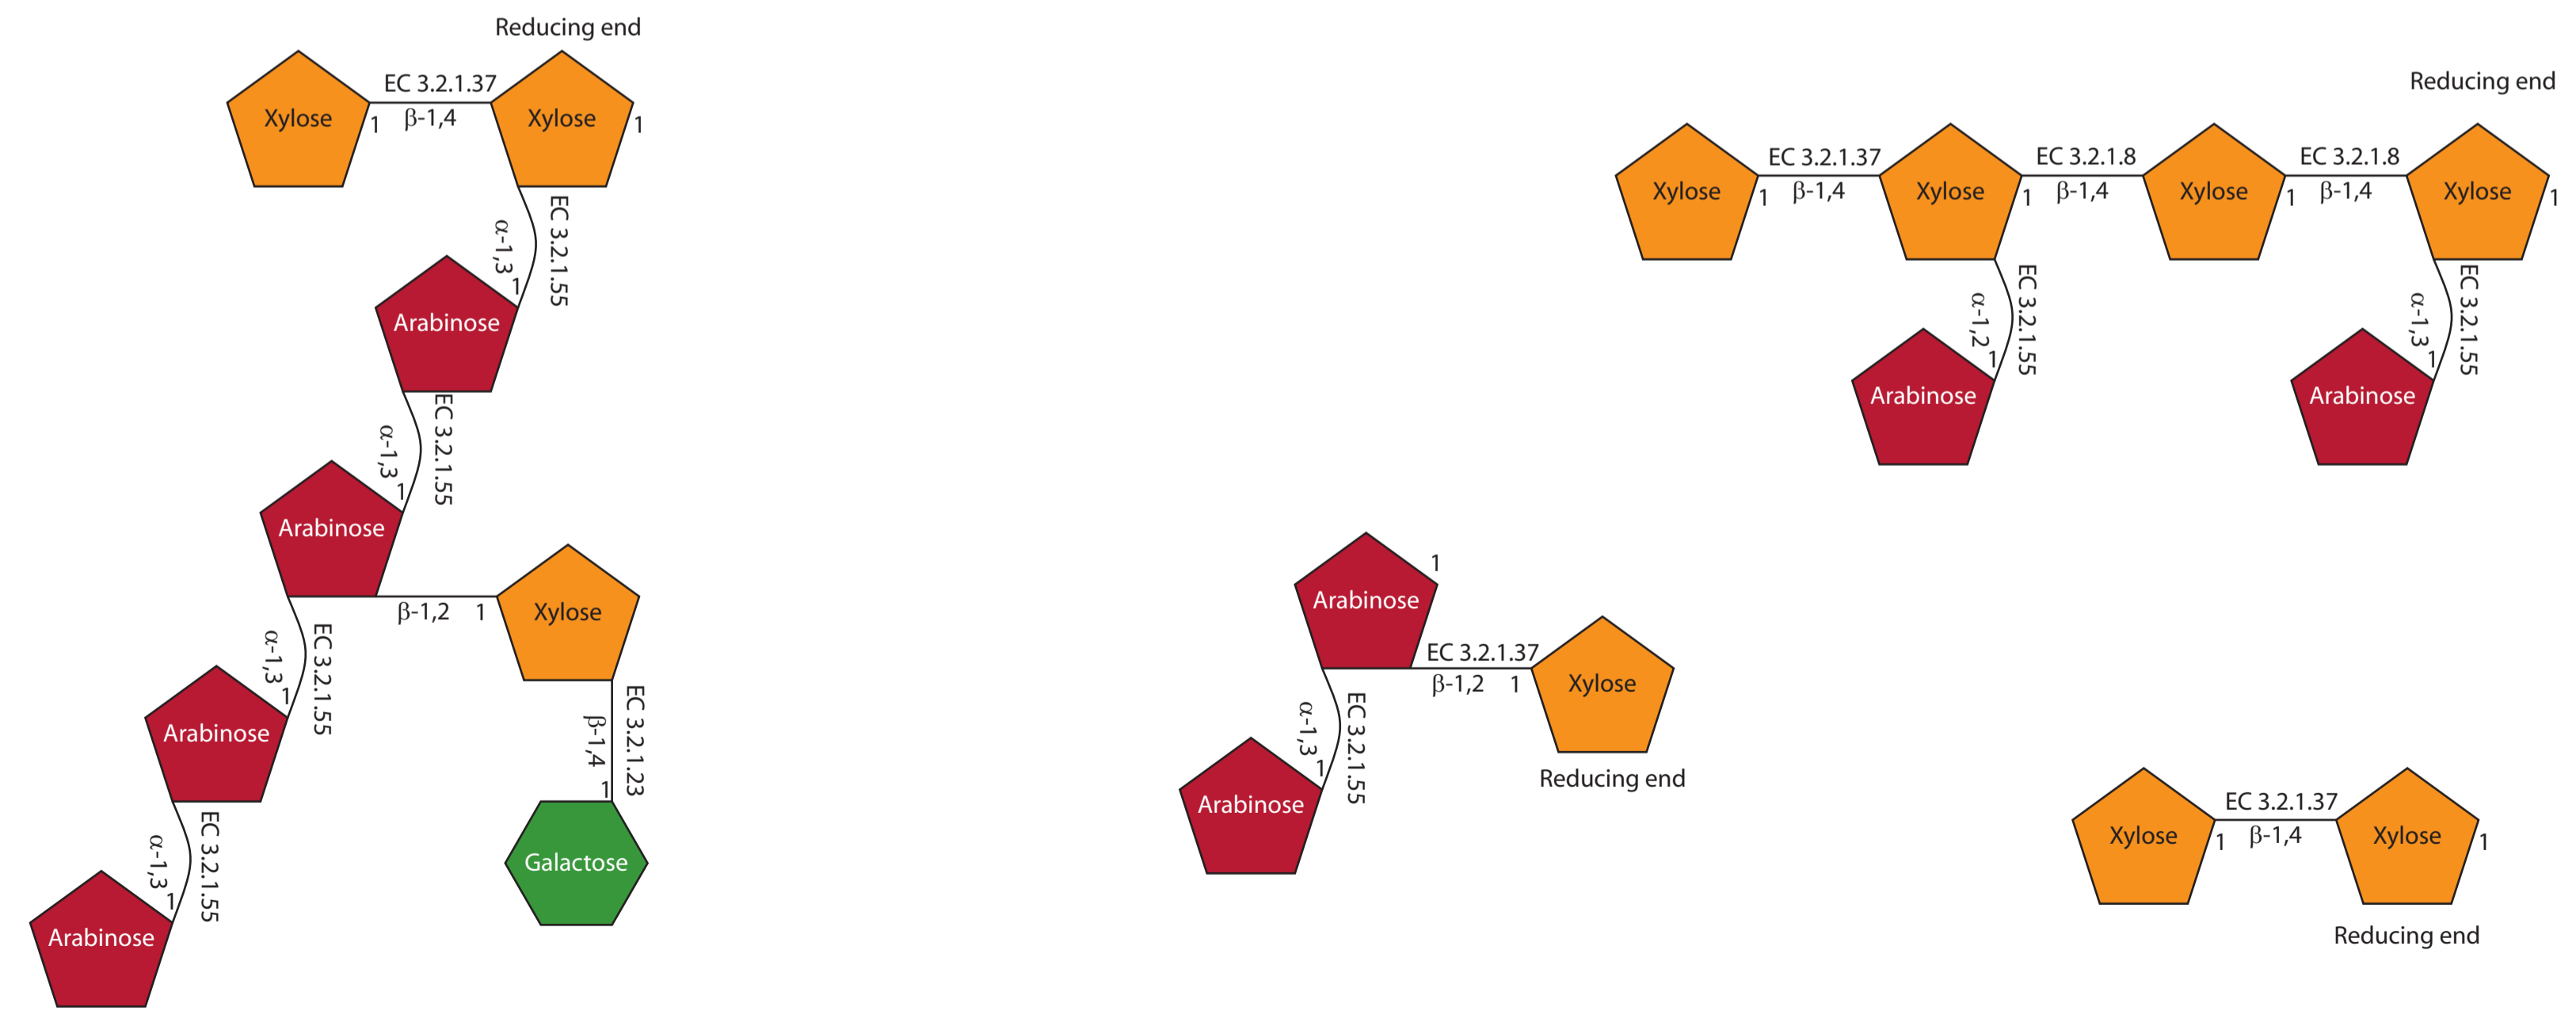 Reducing end
Xylose
EC 3.2.1.37
1
β-1,4
Xylose
1
α-1,3
1
EC 3.2.1.55
Arabinose
α-1,3
1
EC 3.2.1.55
Arabinose
β-1,2
1
Xylose
α-1,3
1
EC 3.2.1.55
Arabinose
β-1,4
1
EC 3.2.1.23
Galactose
α-1,3
1
EC 3.2.1.55
Arabinose
Reducing end
Xylose
EC 3.2.1.37
1
β-1,4
Xylose
EC 3.2.1.8
1
β-1,4
Xylose
EC 3.2.1.8
1
β-1,4
Xylose
1
α-1,2
1
EC 3.2.1.55
Arabinose
α-1,3
1
EC 3.2.1.55
Arabinose
1
Arabinose
EC 3.2.1.37
β-1,2
1
Xylose
Reducing end
α-1,3
1
EC 3.2.1.55
Arabinose
Xylose
EC 3.2.1.37
1
β-1,4
Xylose
1
Reducing end